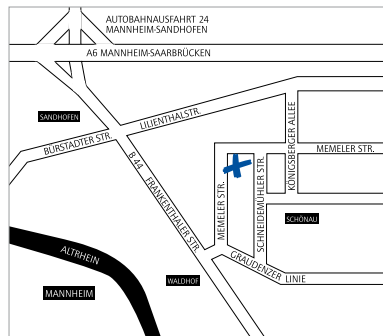 AUTOBAHNAUSFAHRT 24
MANNHEIM-SANDHOFEN
A6 MANNHEIM-SAARBRÜCKEN
SANDHOFEN
LILIENTHALSTR.
BÜRSTADTER STR.
B 44
FRANKENTHALER STR.
MEMELER STR.
KÖNIGSBERGER ALLEE
MEMELER STR.
SCHNEIDEMÜHLER STR.
SCHÖNAU
ALTRHEIN
MANNHEIM
WALDHOF
GRAUDENZER LINIE